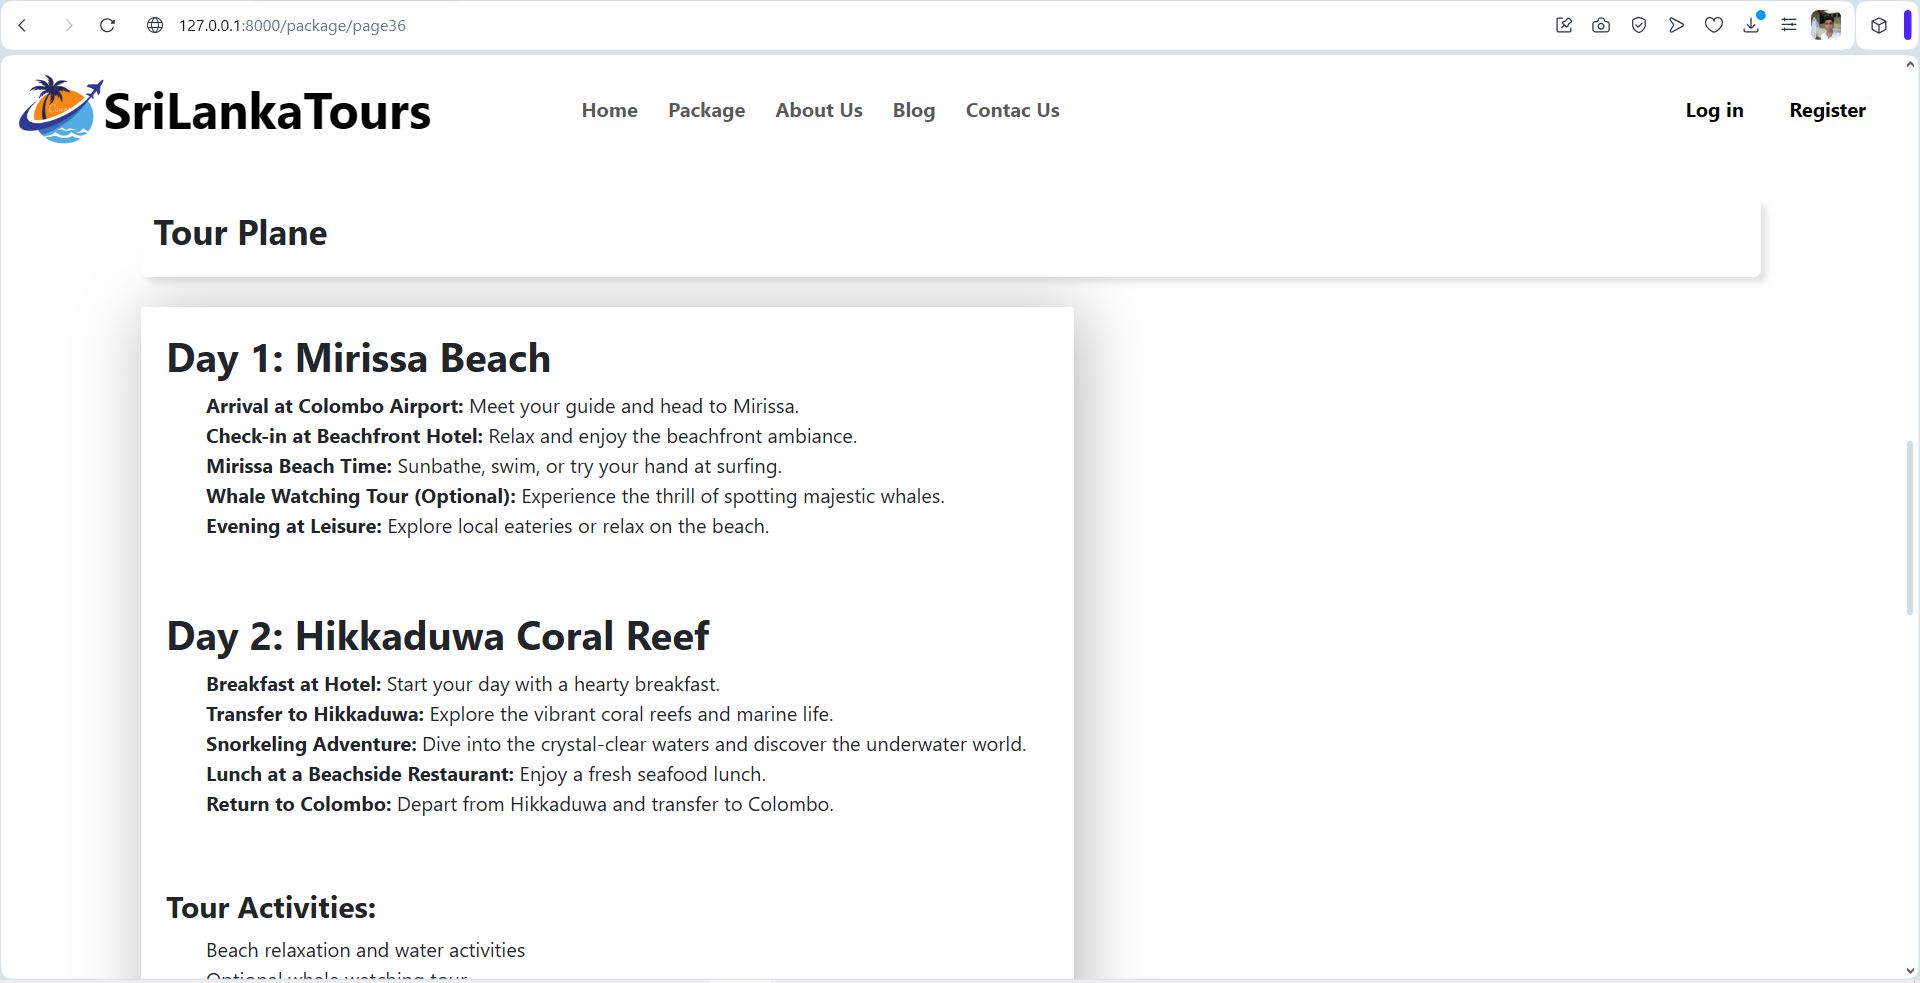 127.0.0.1:8000/package/page36
SriLankaTours
Home Package About Us Blog Contac Us Log in Register
Tour Plane
Day 1: Mirissa Beach
Arrival at Colombo Airport: Meet your guide and head to Mirissa.
Check-in at Beachfront Hotel: Relax and enjoy the beachfront ambiance.
Mirissa Beach Time: Sunbathe, swim, or try your hand at surfing.
Whale Watching Tour (Optional): Experience the thrill of spotting majestic whales.
Evening at Leisure: Explore local eateries or relax on the beach.
Day 2: Hikkaduwa Coral Reef
Breakfast at Hotel: Start your day with a hearty breakfast.
Transfer to Hikkaduwa: Explore the vibrant coral reefs and marine life.
Snorkeling Adventure: Dive into the crystal-clear waters and discover the underwater world.
Lunch at a Beachside Restaurant: Enjoy a fresh seafood lunch.
Return to Colombo: Depart from Hikkaduwa and transfer to Colombo.
Tour Activities:
Beach relaxation and water activities
Optional whale watching tour